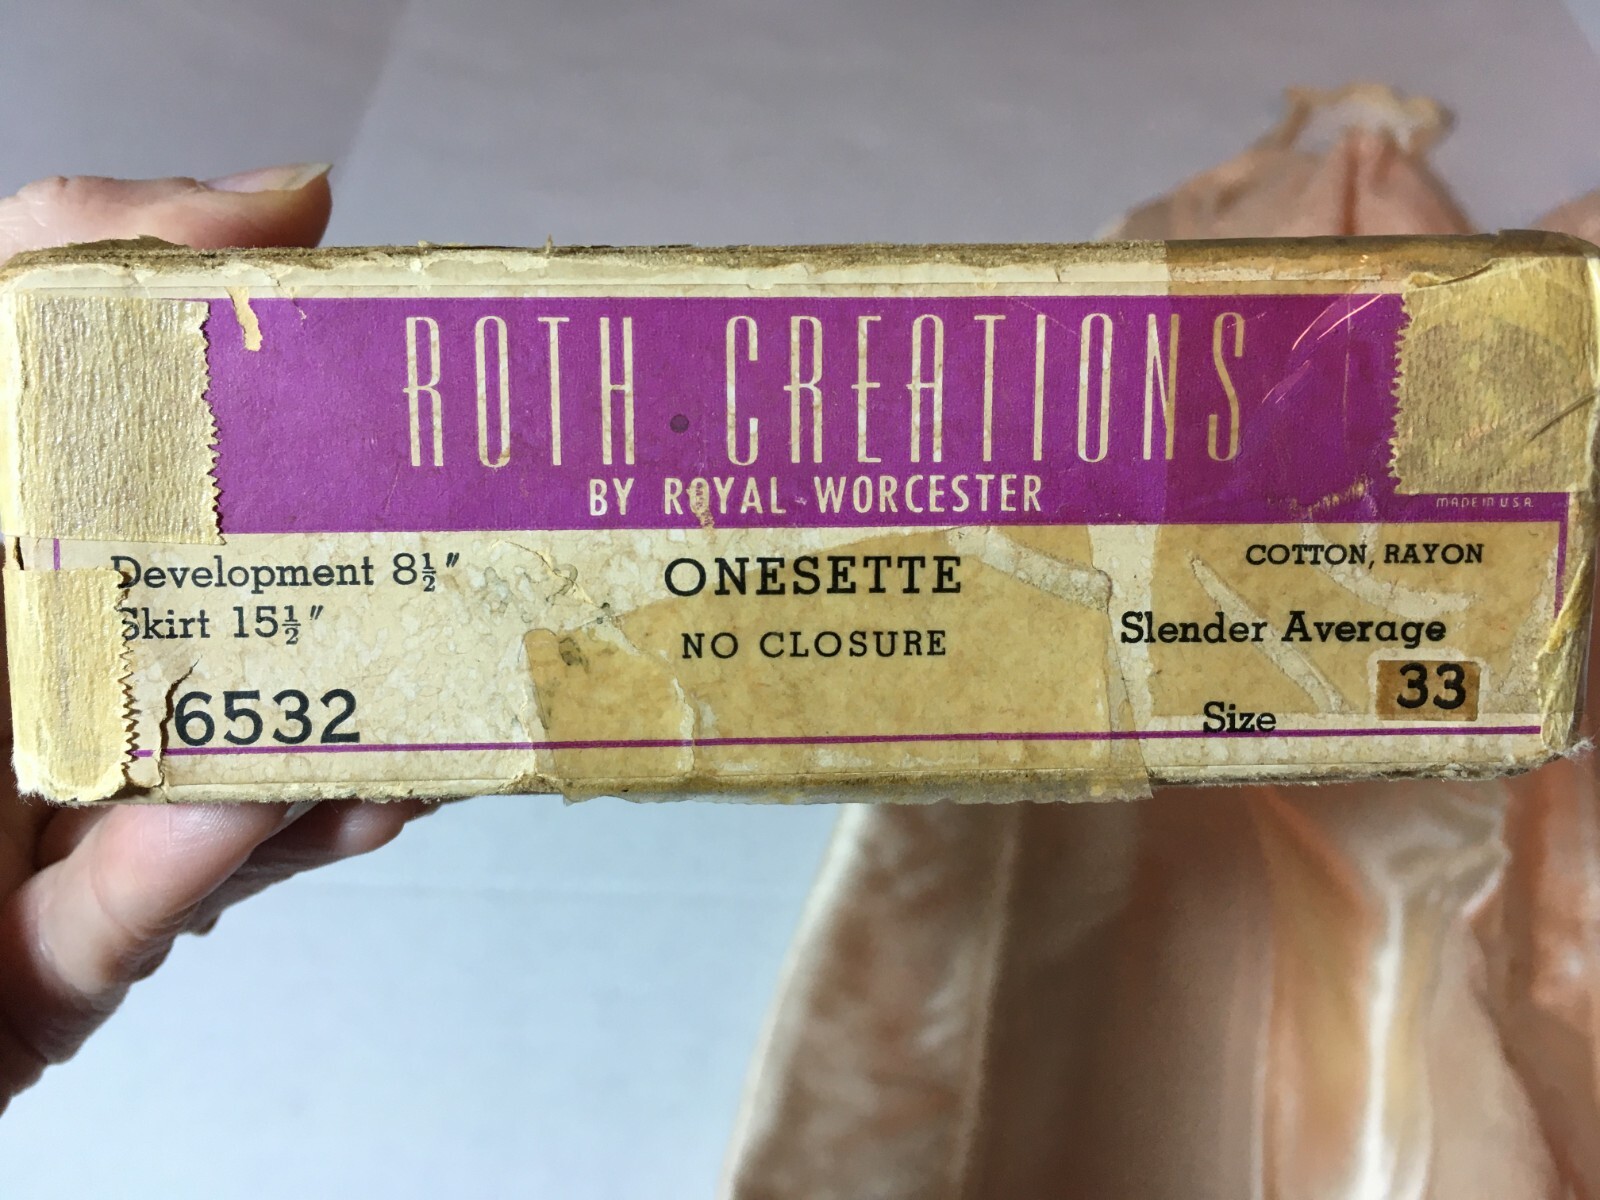 ROTH CREATIONS
BY ROYAL WORCESTER
MADE IN U.S.A.
Development 8½"
Skirt 15½"
6532
ONESETTE
NO CLOSURE
COTTON, RAYON
Slender Average
Size 33